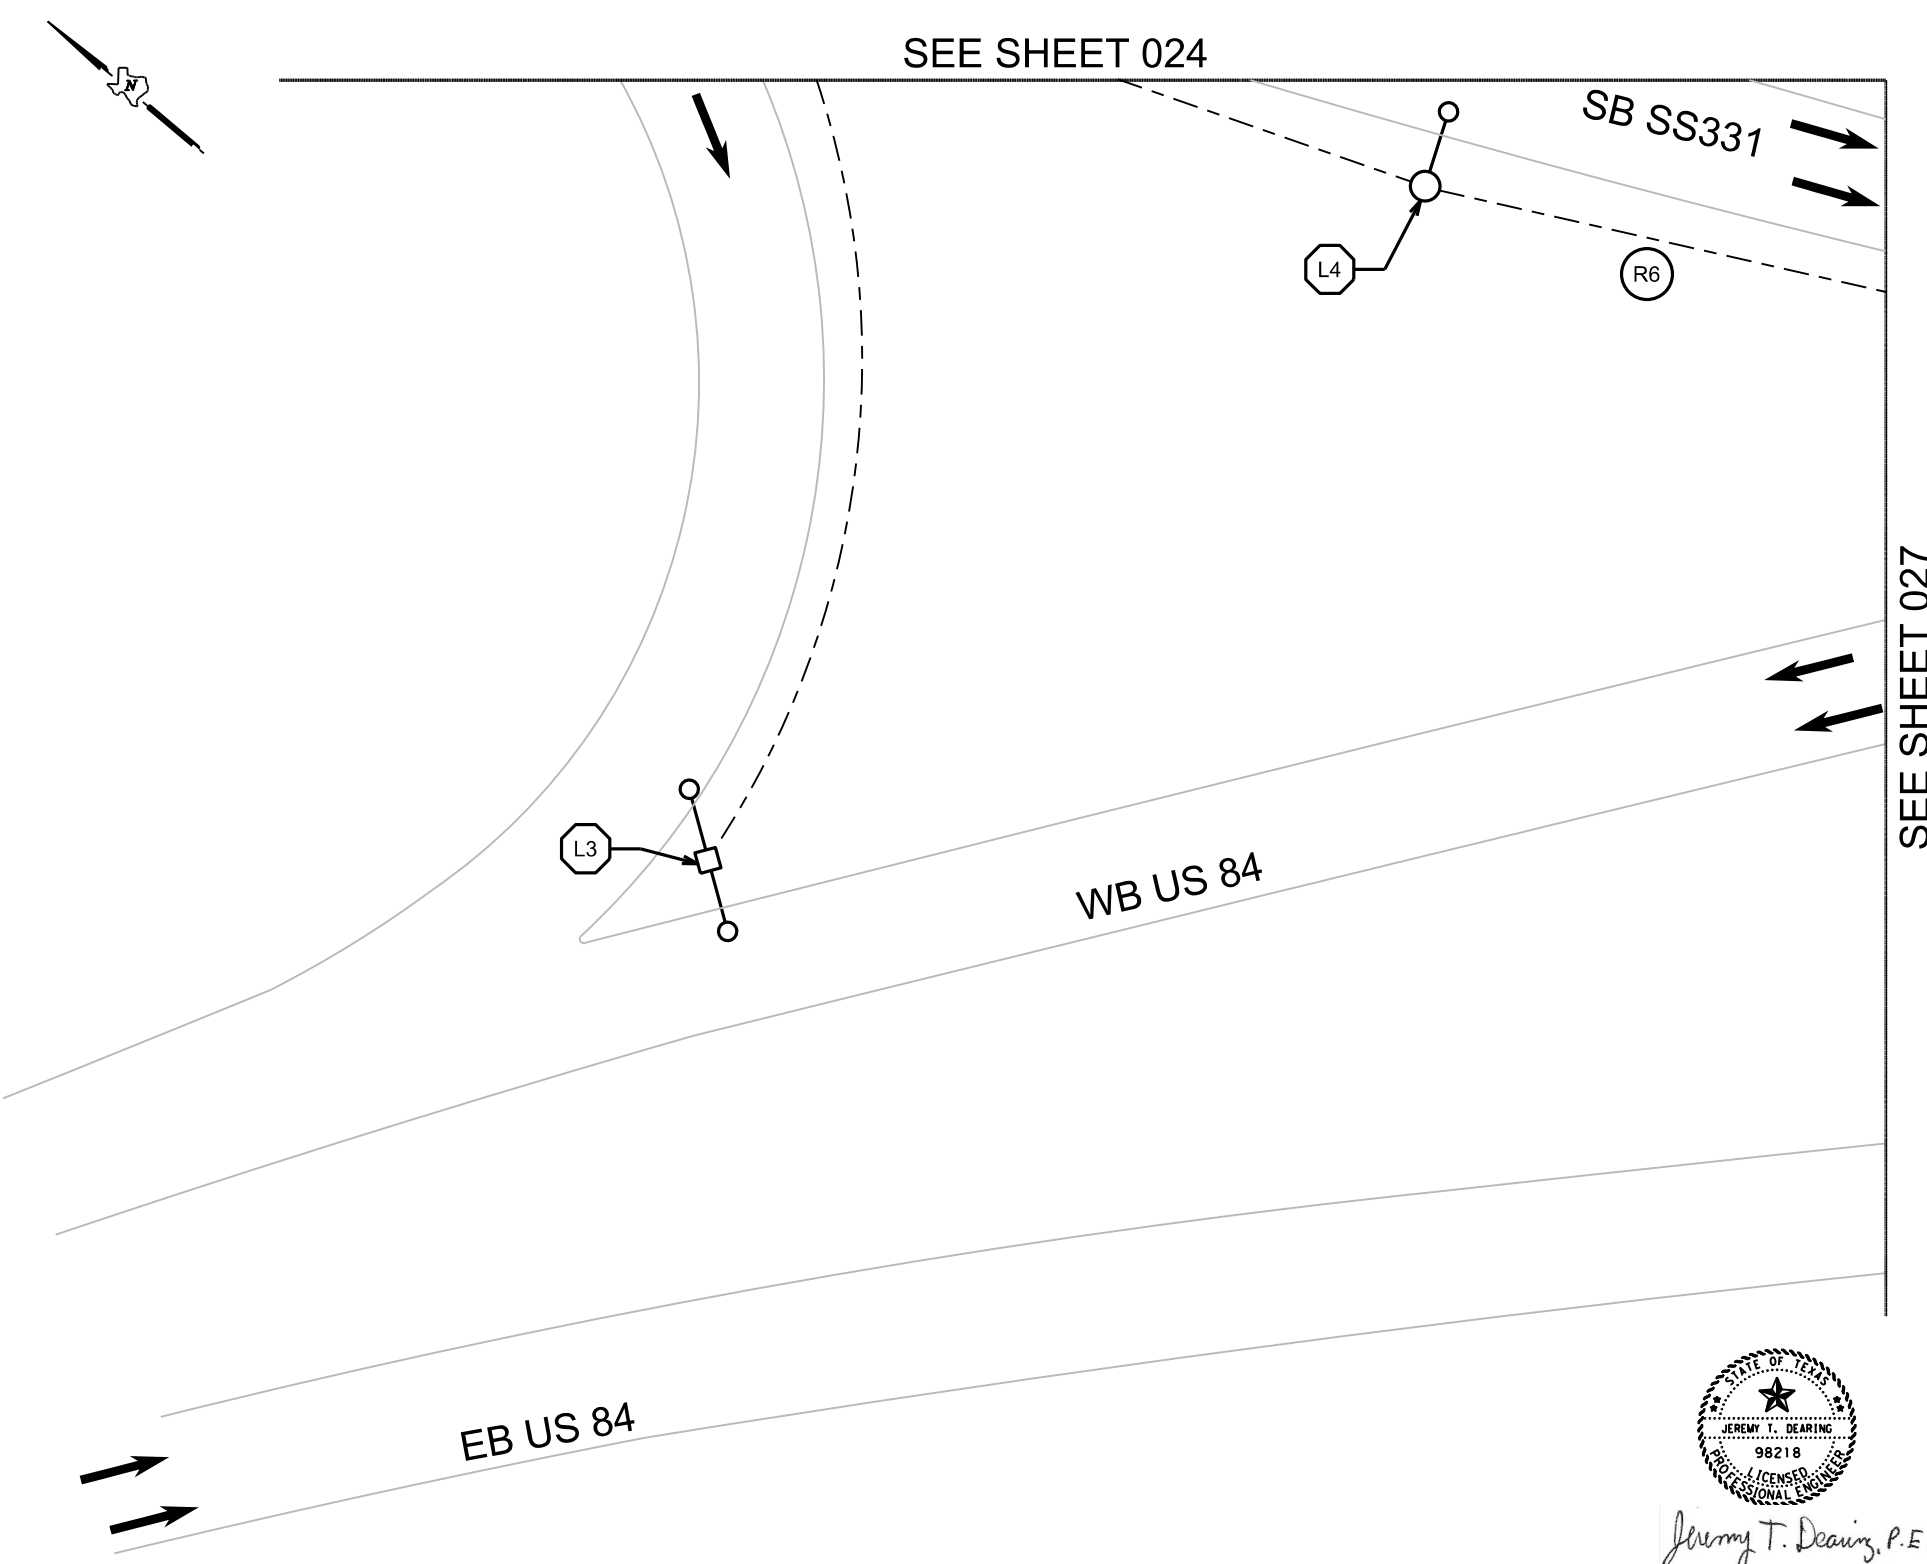 SEE SHEET 024
N
SB SS331
L4
R6
SEE SHEET 027
L3
WB US 84
EB US 84
STATE OF TEXAS
JEREMY T. DEARING
98218
LICENSED
PROFESSIONAL ENGINEER
Jeremy T. Dearing, P.E